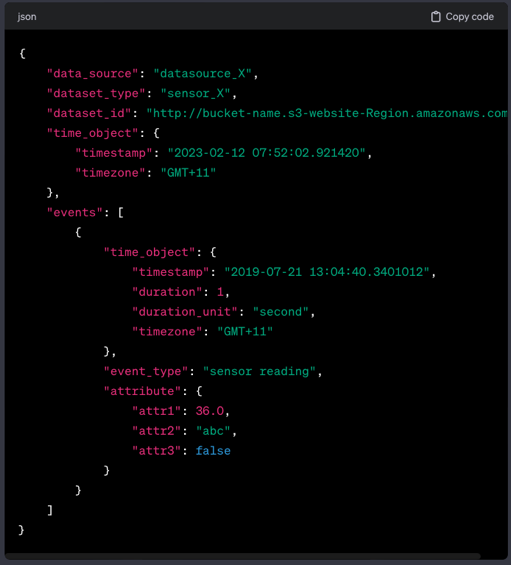 json
Copy code
{
    "data_source": "datasource_X",
    "dataset_type": "sensor_X",
    "dataset_id": "http://bucket-name.s3-website-Region.amazonaws.com
    "time_object": {
        "timestamp": "2023-02-12 07:52:02.921420",
        "timezone": "GMT+11"
    },
    "events": [
        {
            "time_object": {
                "timestamp": "2019-07-21 13:04:40.3401012",
                "duration": 1,
                "duration_unit": "second",
                "timezone": "GMT+11"
            },
            "event_type": "sensor reading",
            "attribute": {
                "attr1": 36.0,
                "attr2": "abc",
                "attr3": false
            }
        }
    ]
}